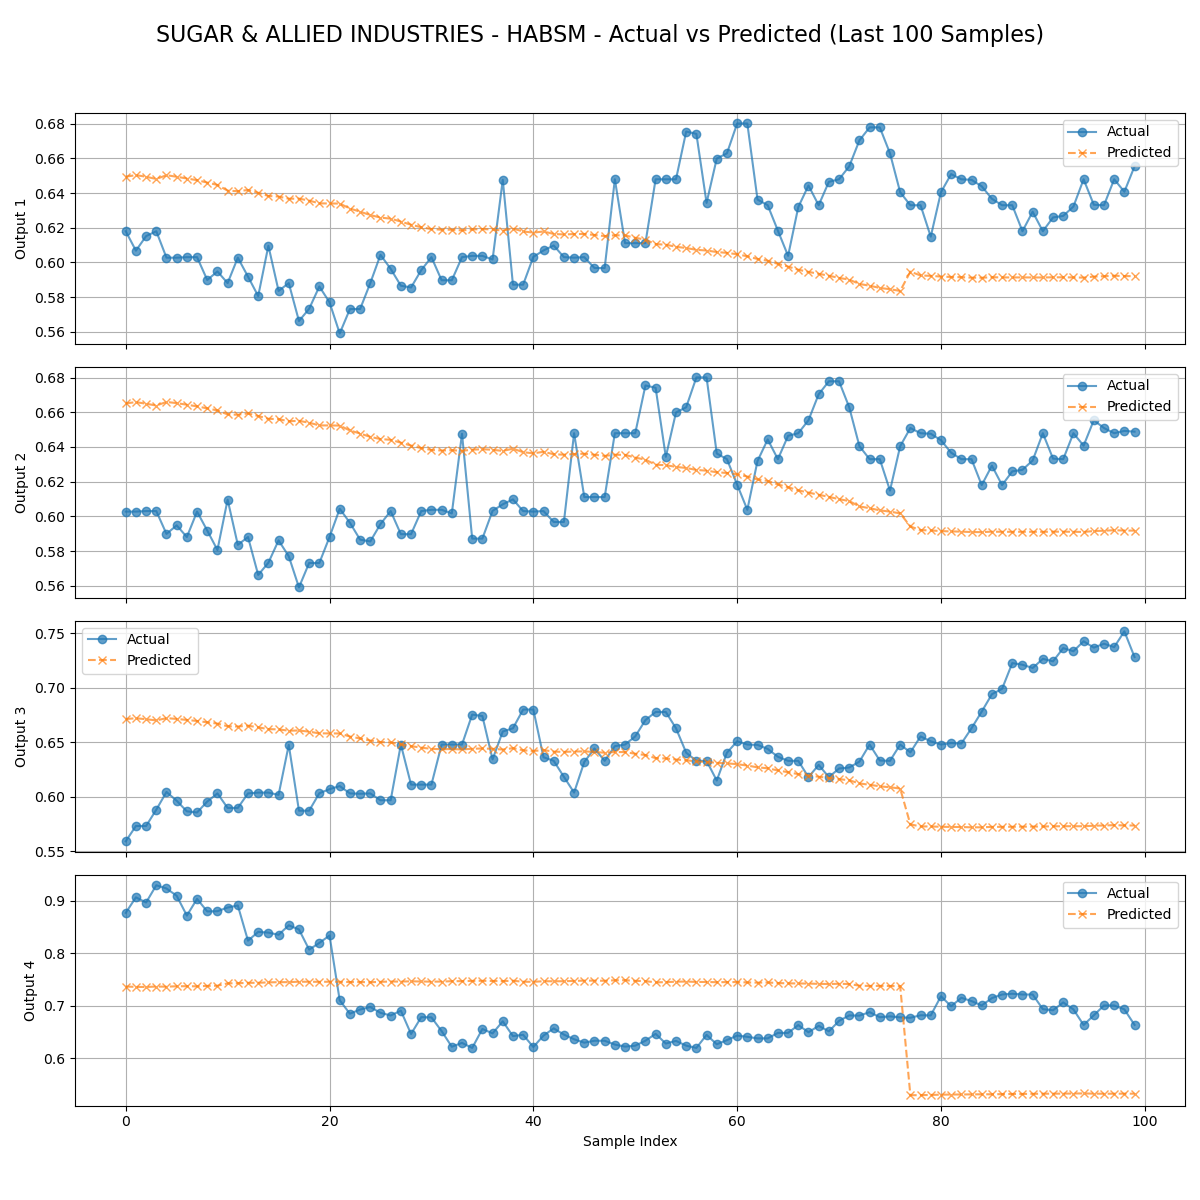 SUGAR & ALLIED INDUSTRIES - HABSM - Actual vs Predicted (Last 100 Samples)
0.68
0.66
0.64
0.62
0.60
0.58
0.56
Output 1
Actual
Predicted
0.68
0.66
0.64
0.62
0.60
0.58
0.56
Output 2
Actual
Predicted
0.75
0.70
0.65
0.60
0.55
Output 3
Actual
Predicted
0.9
0.8
0.7
0.6
Output 4
Actual
Predicted
0 20 40 60 80 100
Sample Index